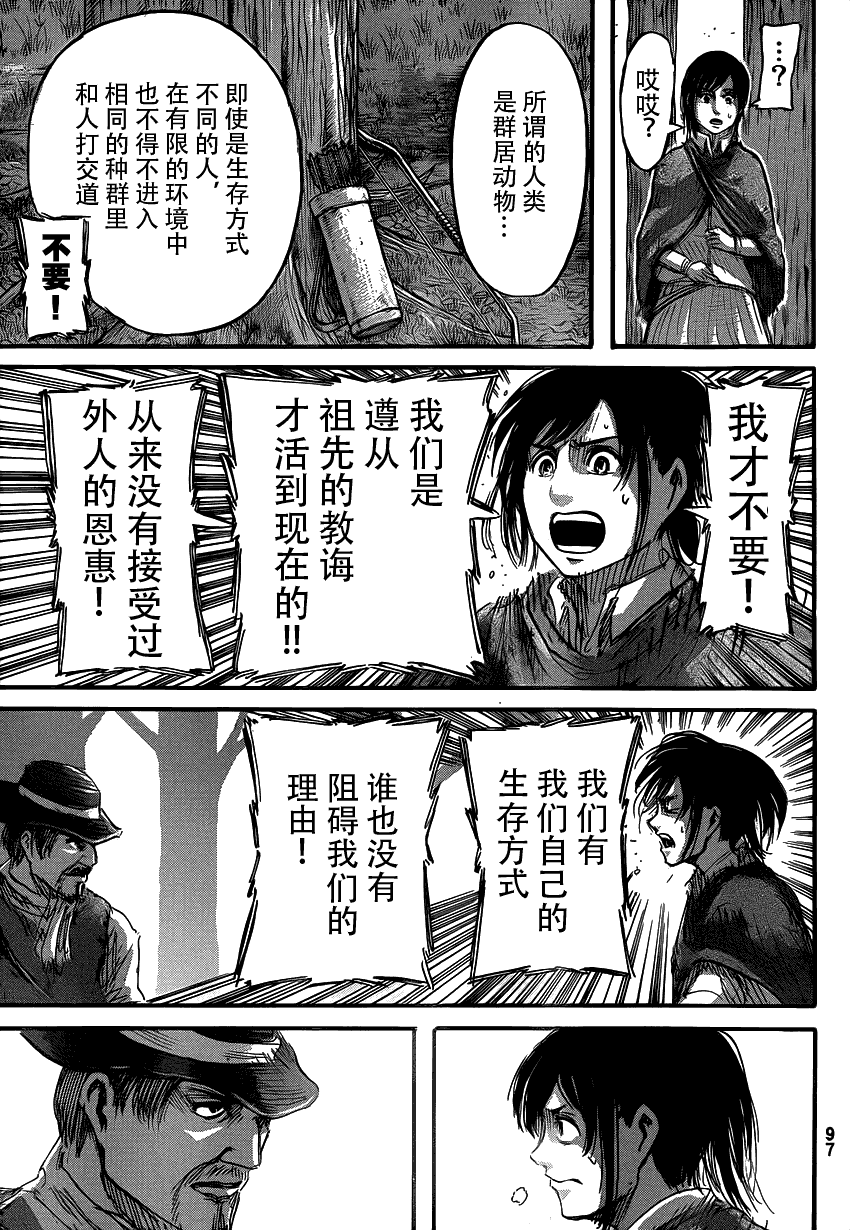 …?
哎哎?
所谓的人类
是群居动物…
即使是生存方式
不同的人,
在有限的环境中
也不得不进入
相同的种群里
和人打交道
不要!
我才不要!
我们是
遵从
祖先的教诲
才活到现在的!!
从来没有接受过
外人的恩惠!
我们有
我们自己的
生存方式
谁也没有
阻碍我们的
理由!
97